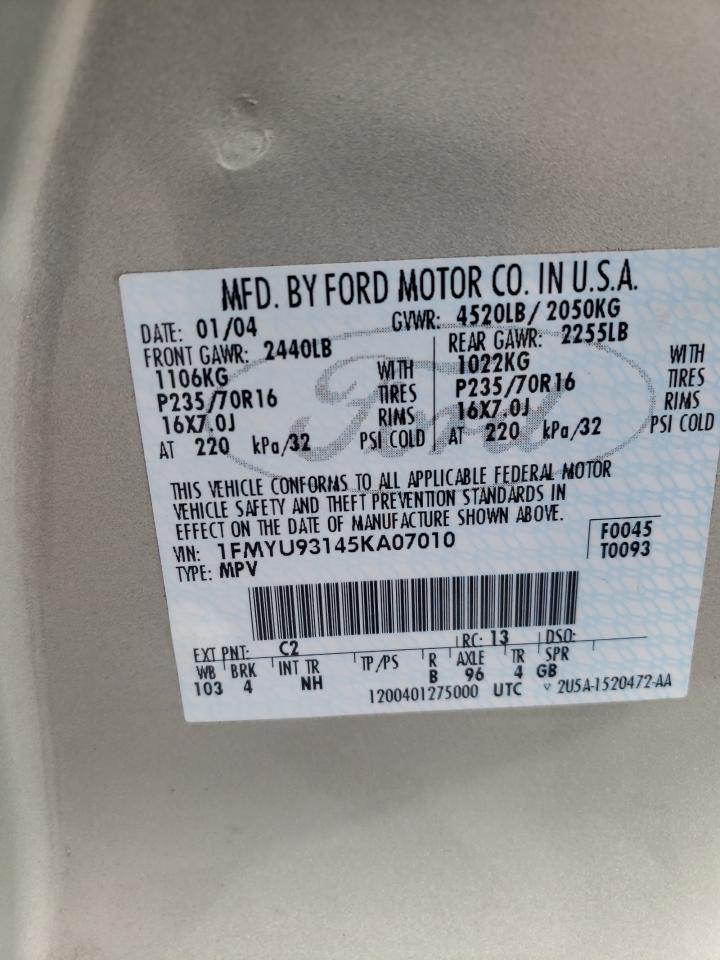 MFD. BY FORD MOTOR CO. IN U.S.A.
DATE: 01/04 GVWR: 4520LB/ 2050KG
FRONT GAWR: 2440LB REAR GAWR: 2255LB
1106KG WITH 1022KG WITH
P235/70R16 TIRES P235/70R16 TIRES
16X7.0J RIMS 16X7.0J RIMS
AT 220 kPa/32 PSI COLD AT 220 kPa/32 PSI COLD
Ford
THIS VEHICLE CONFORMS TO ALL APPLICABLE FEDERAL MOTOR
VEHICLE SAFETY AND THEFT PREVENTION STANDARDS IN
EFFECT ON THE DATE OF MANUFACTURE SHOWN ABOVE.
VIN: 1FMYU93145KA07010 F0045
TYPE: MPV T0093
EXT PNT: C2 RC: 13 DSO:
WB BRK INT TR TP/PS R AXLE TR SPR
103 4 NH B 96 4 GB
1200401275000 UTC ▽ 2U5A-1520472-AA